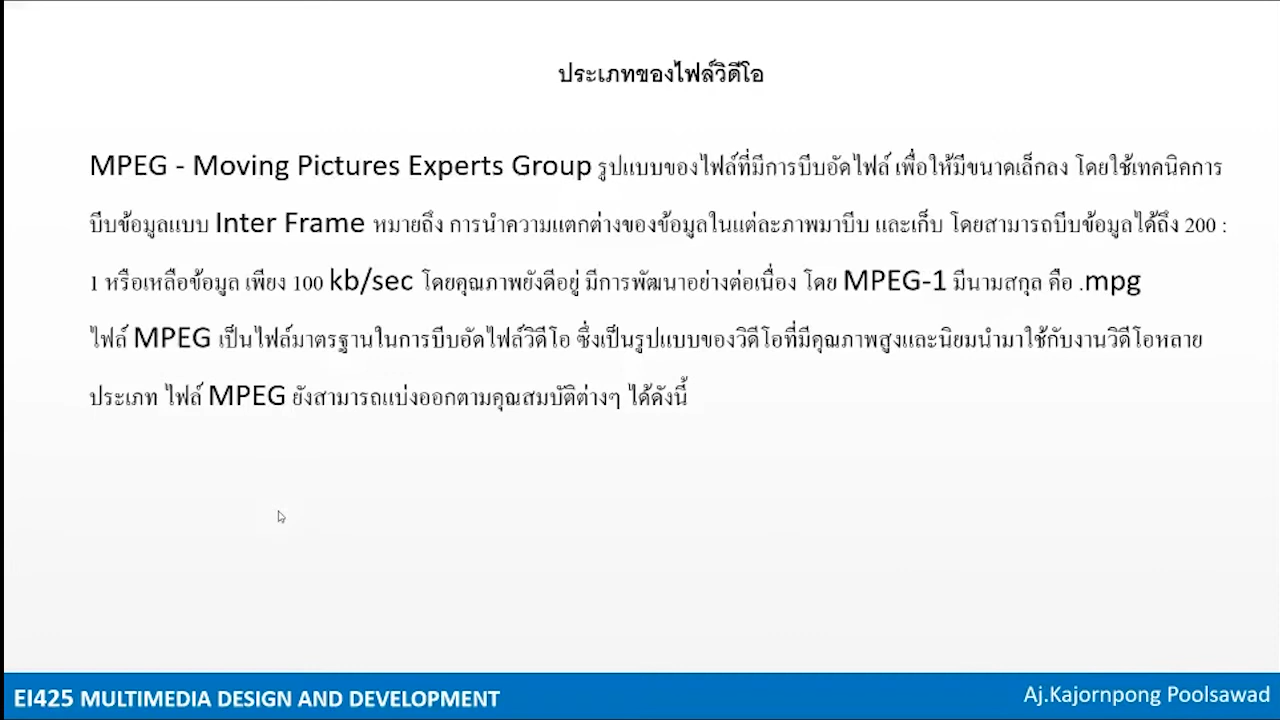 ประเภทของไฟล์วิดีโอ
MPEG - Moving Pictures Experts Group รูปแบบของไฟล์ที่มีการบีบอัดไฟล์ เพื่อให้มีขนาดเล็กลง โดยใช้เทคนิคการ
บีบข้อมูลแบบ Inter Frame หมายถึง การนำความแตกต่างของข้อมูลในแต่ละภาพมาบีบ และเก็บ โดยสามารถบีบข้อมูลได้ถึง 200 :
1 หรือเหลือข้อมูล เพียง 100 kb/sec โดยคุณภาพยังดีอยู่ มีการพัฒนาอย่างต่อเนื่อง โดย MPEG-1 มีนามสกุล คือ .mpg
ไฟล์ MPEG เป็นไฟล์มาตรฐานในการบีบอัดไฟล์วิดีโอ ซึ่งเป็นรูปแบบของวิดีโอที่มีคุณภาพสูงและนิยมนำมาใช้กับงานวิดีโอหลาย
ประเภท ไฟล์ MPEG ยังสามารถแบ่งออกตามคุณสมบัติต่างๆ ได้ดังนี้
EI425 MULTIMEDIA DESIGN AND DEVELOPMENT
Aj.Kajornpong Poolsawad